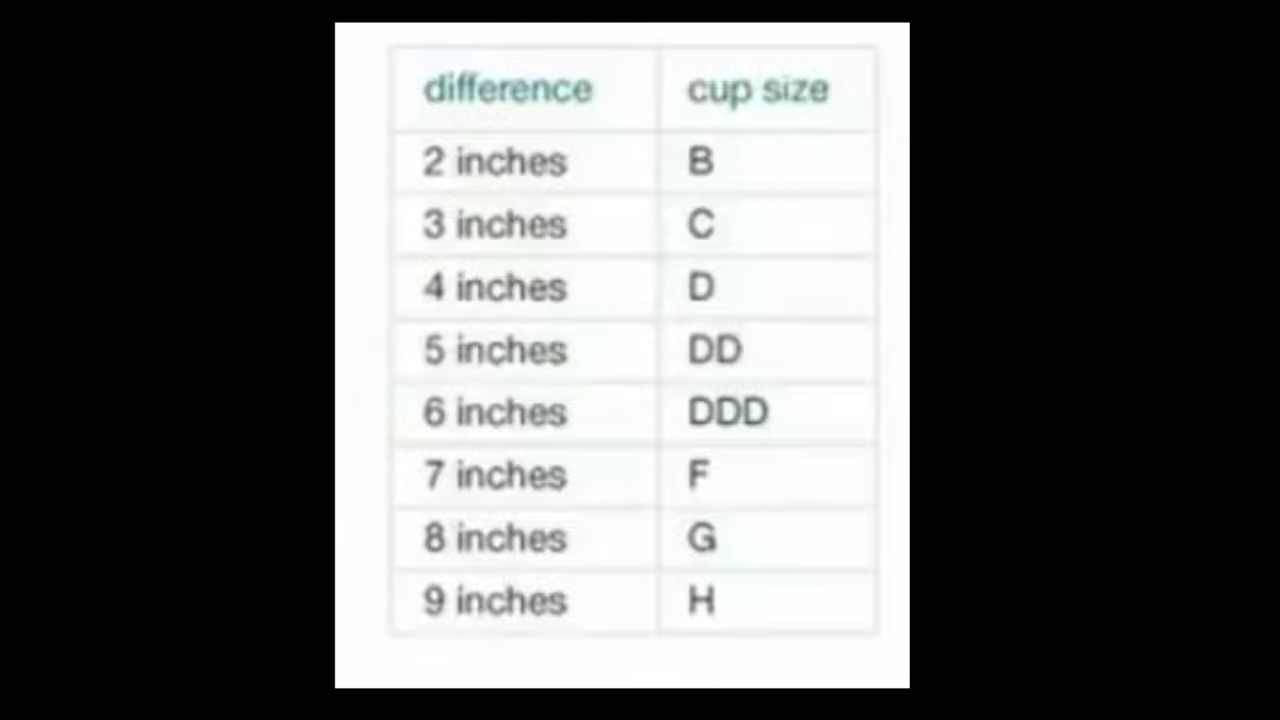 difference cup size
2 inches B
3 inches C
4 inches D
5 inches DD
6 inches DDD
7 inches F
8 inches G
9 inches H